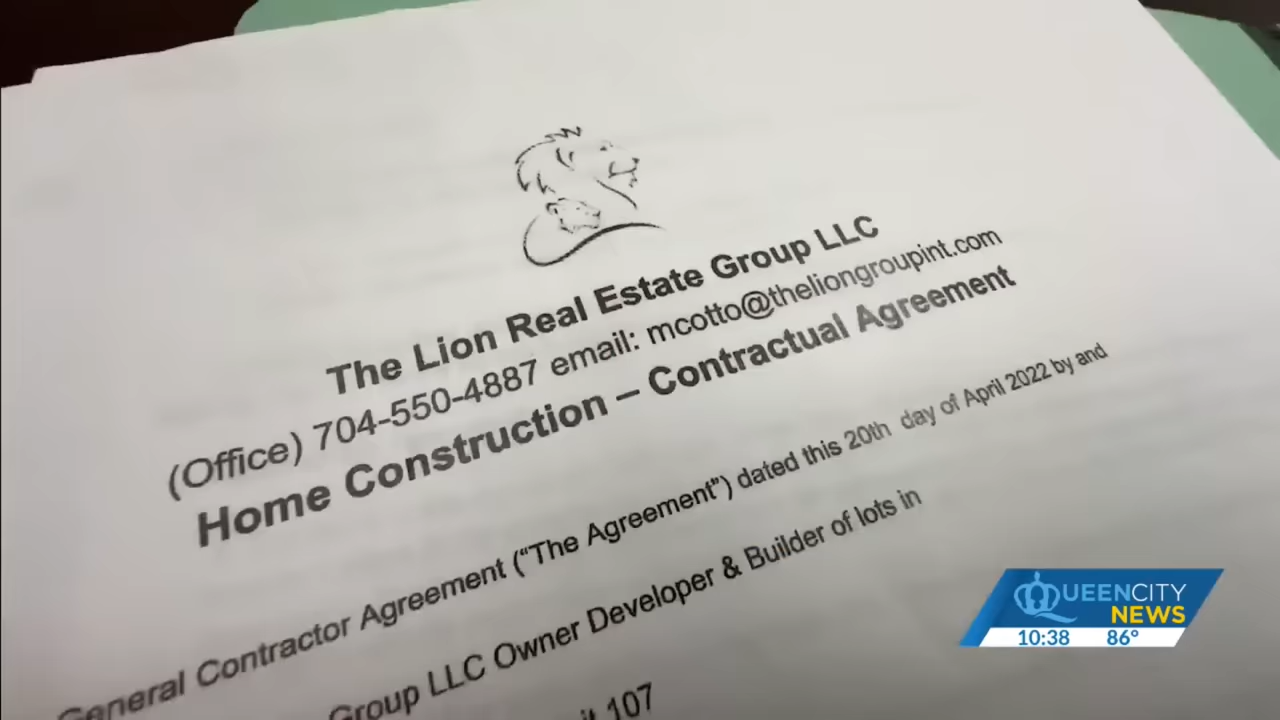 The Lion Real Estate Group LLC
(Office) 704-550-4887 email: mcotto@theliongroupint.com
Home Construction – Contractual Agreement
General Contractor Agreement (“The Agreement”) dated this 20th day of April 2022 by and
Group LLC Owner Developer & Builder of lots in
107
QUEENCITY
NEWS
10:38 86°